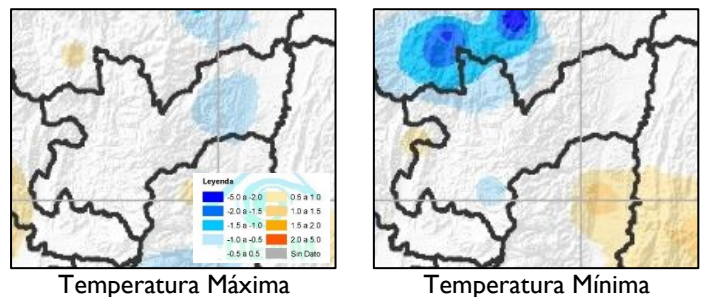 Leyenda
-5.0 a -2.0 0.5 a 1.0
-2.0 a -1.5 1.0 a 1.5
-1.5 a -1.0 1.5 a 2.0
-1.0 a -0.5 2.0 a 5.0
-0.5 a 0.5 Sin Dato
Temperatura Máxima
Temperatura Mínima